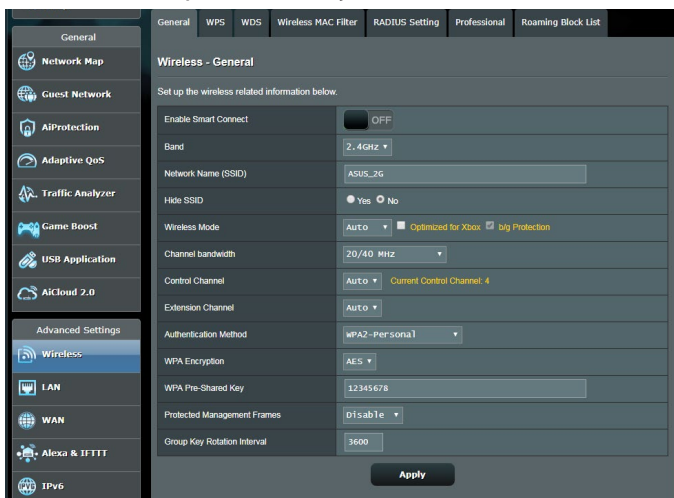 General
Network Map
Guest Network
AiProtection
Adaptive QoS
Traffic Analyzer
Game Boost
USB Application
AiCloud 2.0
Advanced Settings
Wireless
LAN
WAN
Alexa & IFTTT
IPv6
General WPS WDS Wireless MAC Filter RADIUS Setting Professional Roaming Block List
Wireless - General
Set up the wireless related information below.
Enable Smart Connect OFF
Band 2.4GHz
Network Name (SSID) ASUS_2G
Hide SSID Yes No
Wireless Mode Auto Optimized for Xbox b/g Protection
Channel bandwidth 20/40 MHz
Control Channel Auto Current Control Channel: 4
Extension Channel Auto
Authentication Method WPA2-Personal
WPA Encryption AES
WPA Pre-Shared Key 12345678
Protected Management Frames Disable
Group Key Rotation Interval 3600
Apply